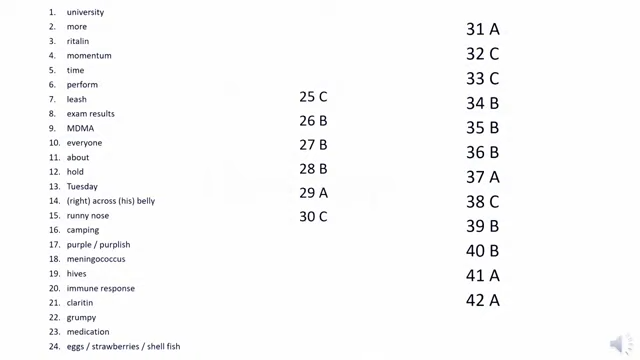 1. university
2. more
3. ritalin
4. momentum
5. time
6. perform
7. leash
8. exam results
9. MDMA
10. everyone
11. about
12. hold
13. Tuesday
14. (right) across (his) belly
15. runny nose
16. camping
17. purple / purplish
18. meningococcus
19. hives
20. immune response
21. claritin
22. grumpy
23. medication
24. eggs / strawberries / shell fish
25 C
26 B
27 B
28 B
29 A
30 C
31 A
32 C
33 C
34 B
35 B
36 B
37 A
38 C
39 B
40 B
41 A
42 A